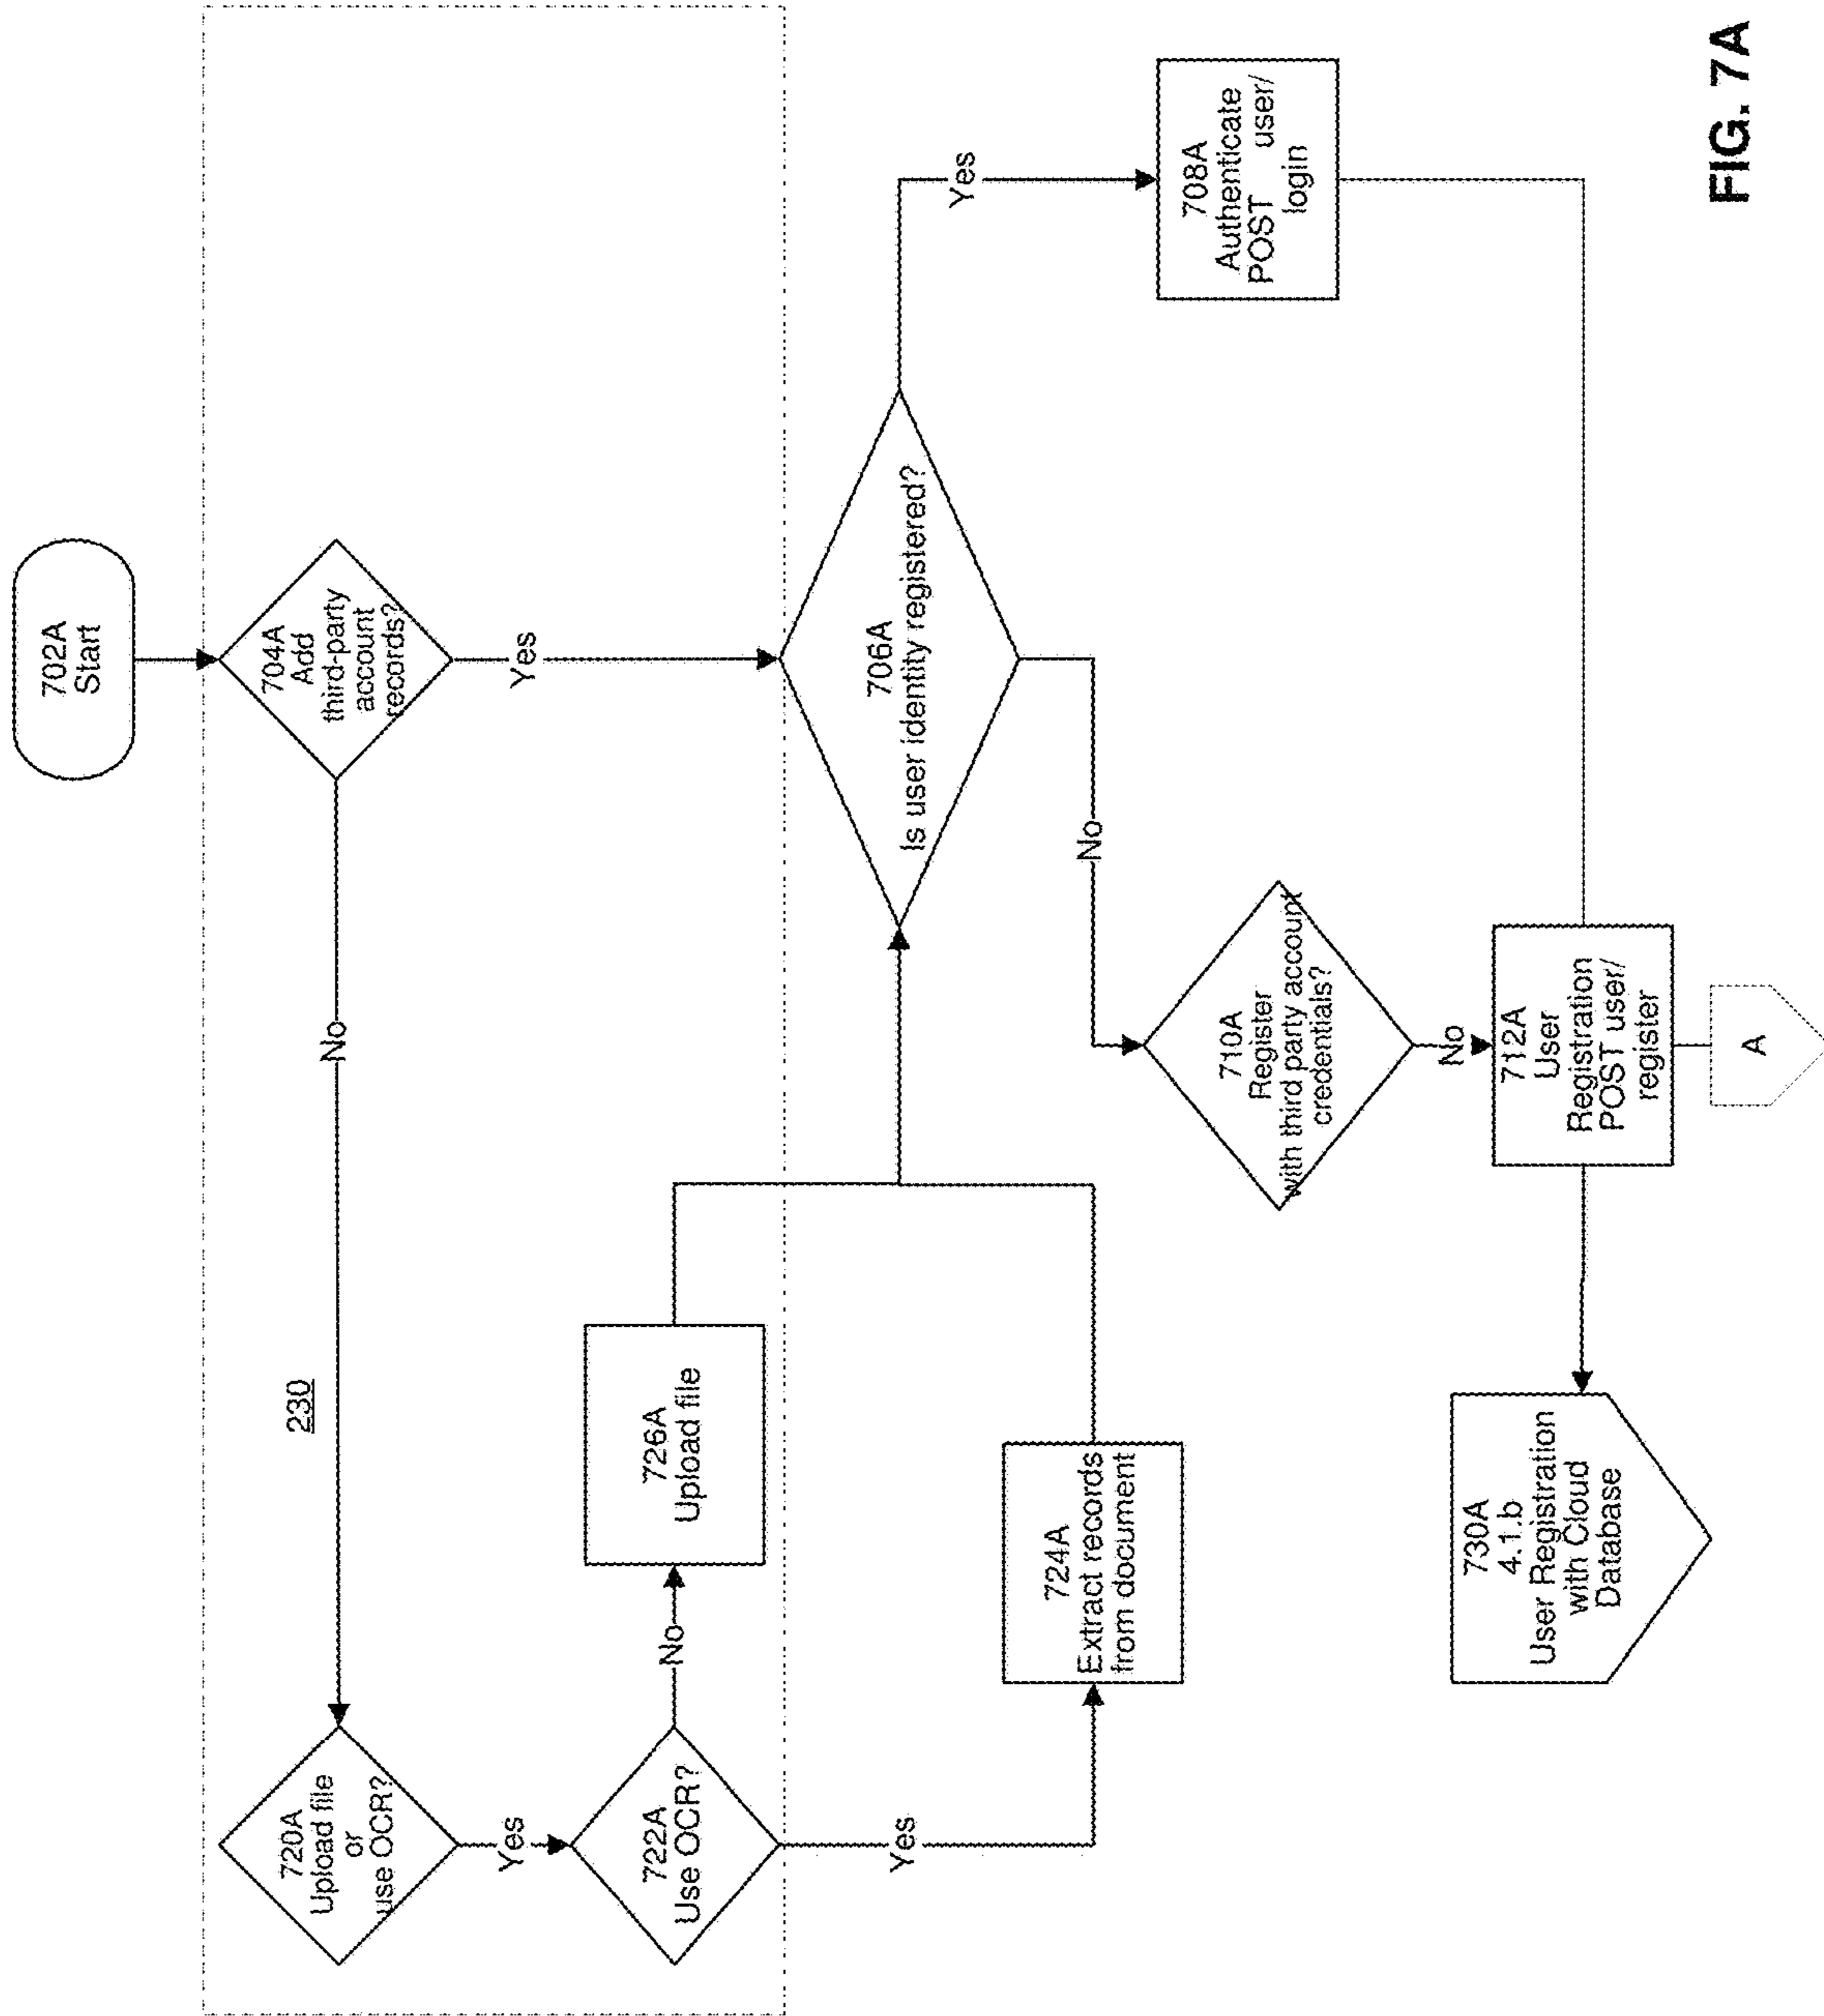 702A
Start
704A
Add
third-party
account
records?
No
Yes
230
720A
Upload file
or
use OCR?
Yes
722A
Use OCR?
No
Yes
726A
Upload file
724A
Extract records
from document
706A
Is user identity registered?
Yes
No
708A
Authenticate
POST user/
login
710A
Register
with third party account
credentials?
No
712A
User
Registration
POST user/
register
A
730A
4.1.b
User Registration
with Cloud
Database
FIG. 7A